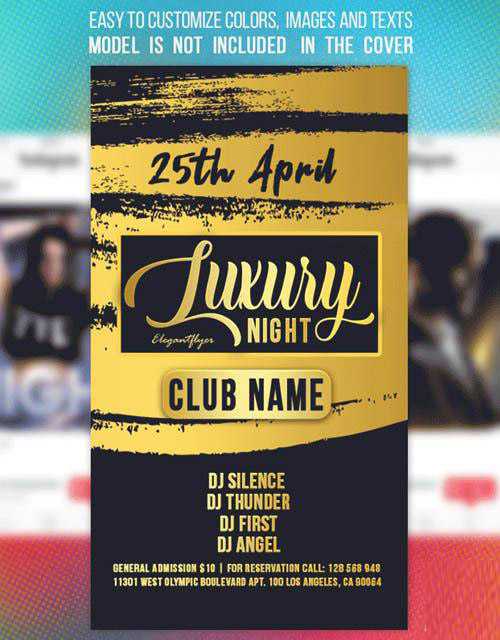 EASY TO CUSTOMIZE COLORS, IMAGES AND TEXTS
MODEL IS NOT INCLUDED IN THE COVER
25th April
Luxury
NIGHT
Elegantflyer
CLUB NAME
DJ SILENCE
DJ THUNDER
DJ FIRST
DJ ANGEL
GENERAL ADMISSION $10 | FOR RESERVATION CALL: 128 568 948
11301 WEST OLYMPIC BOULEVARD APT. 100 LOS ANGELES, CA 90064